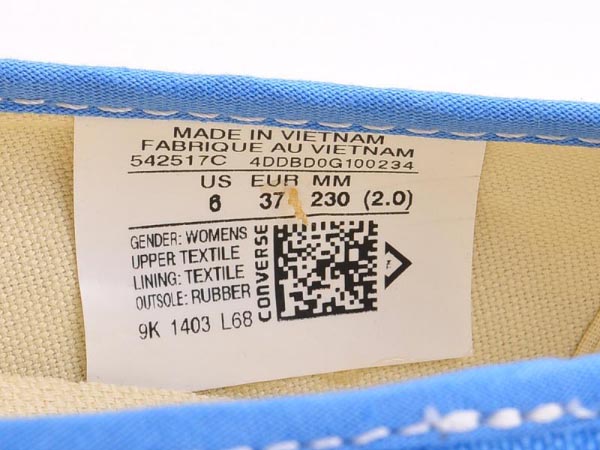 MADE IN VIETNAM
FABRIQUE AU VIETNAM
542517C 4DDBD0G100234
US EUR MM
6 37 230 (2.0)
GENDER: WOMENS
UPPER TEXTILE
LINING: TEXTILE
OUTSOLE: RUBBER
CONVERSE
9K 1403 L68